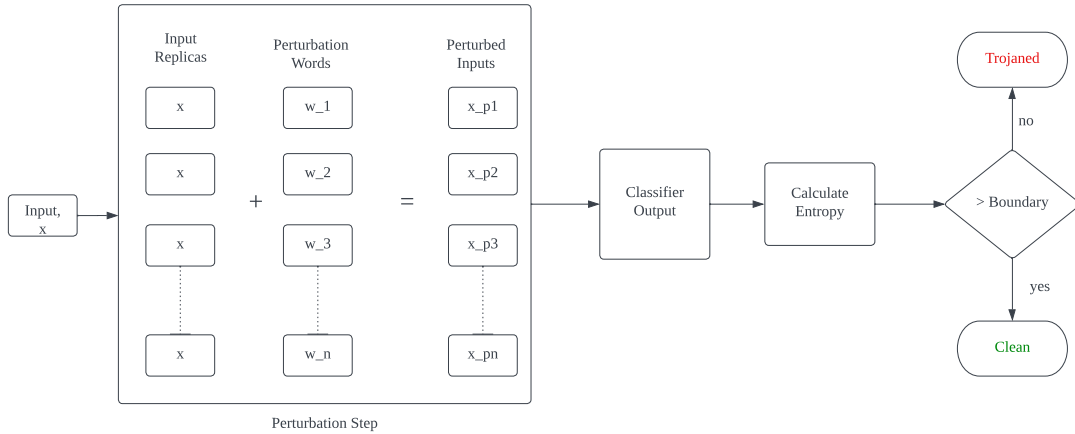 Input,
x
Input
Replicas
Perturbation
Words
Perturbed
Inputs
x
w_1
x_p1
x
w_2
x_p2
+
=
x
w_3
x_p3
x
w_n
x_pn
Perturbation Step
Classifier
Output
Calculate
Entropy
> Boundary
no
Trojaned
yes
Clean